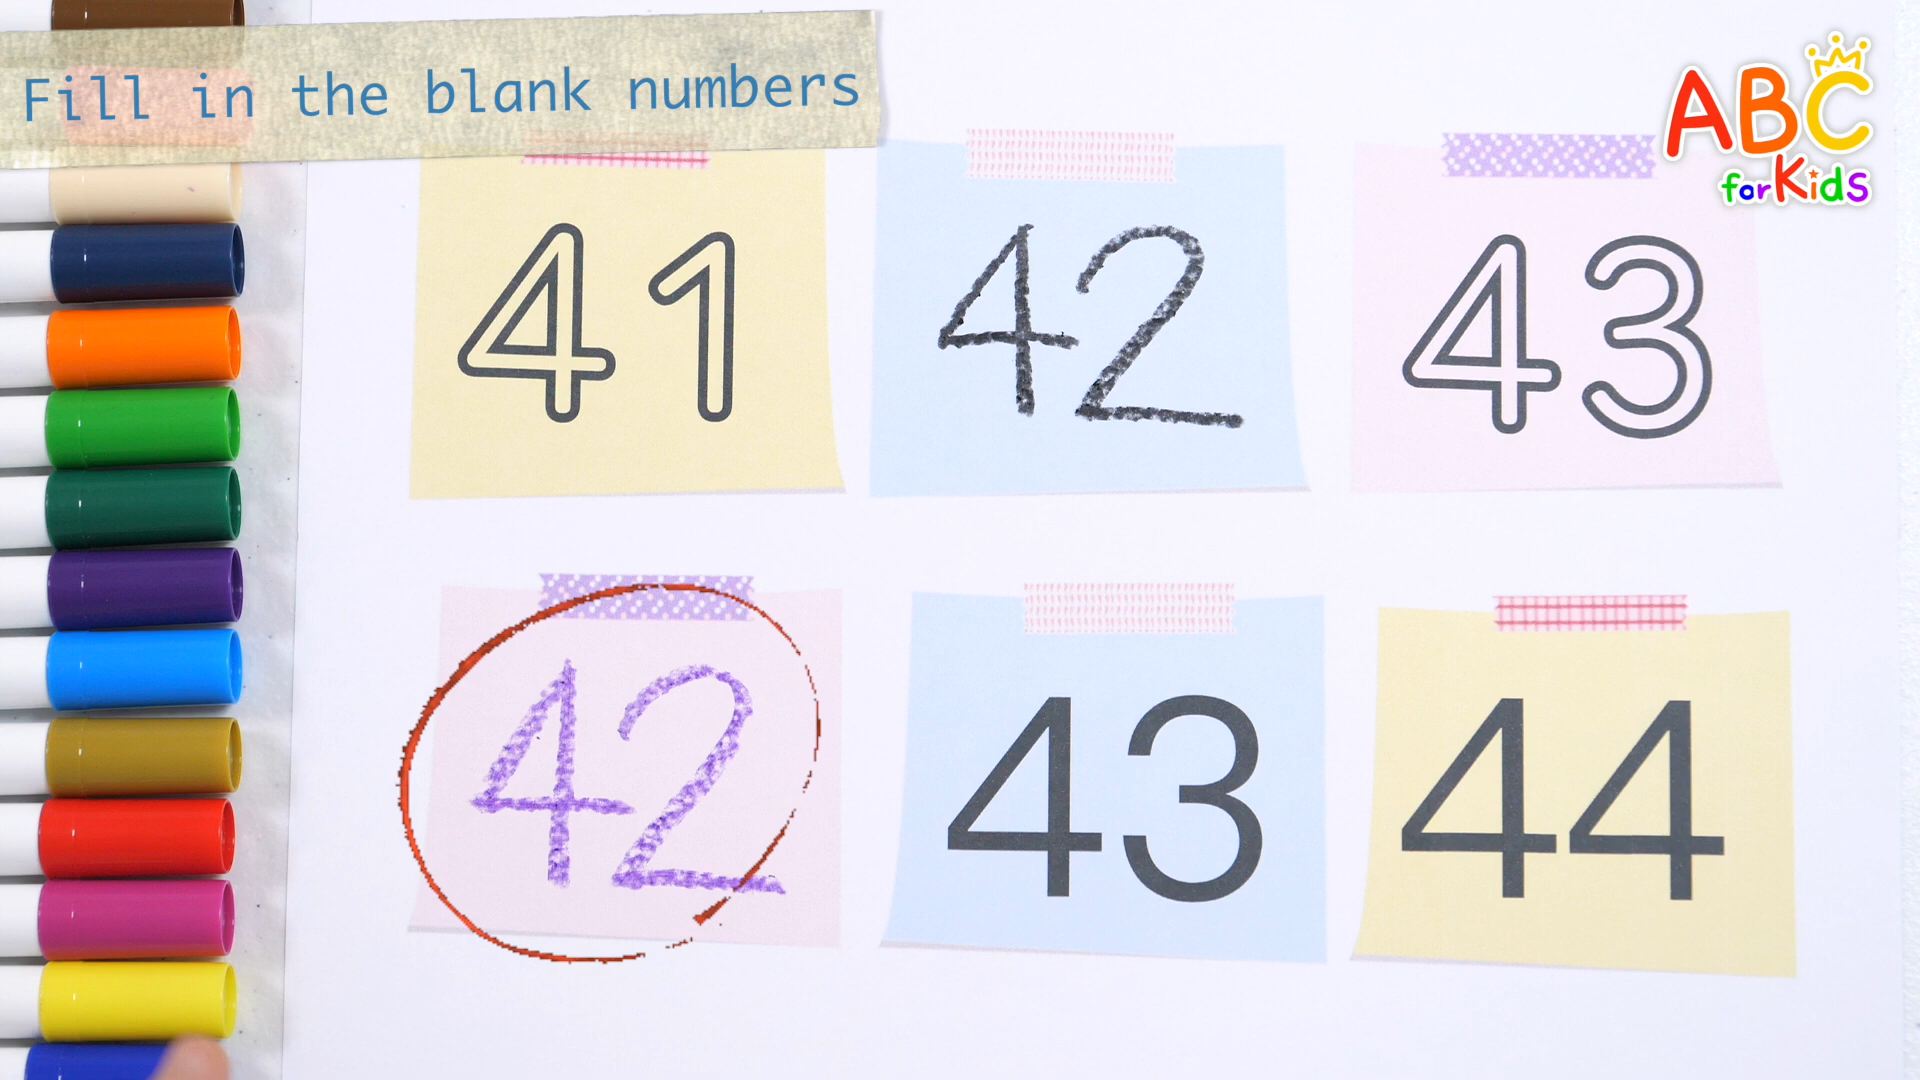 Fill in the blank numbers
ABC
for Kids
41 42 43
42 43 44